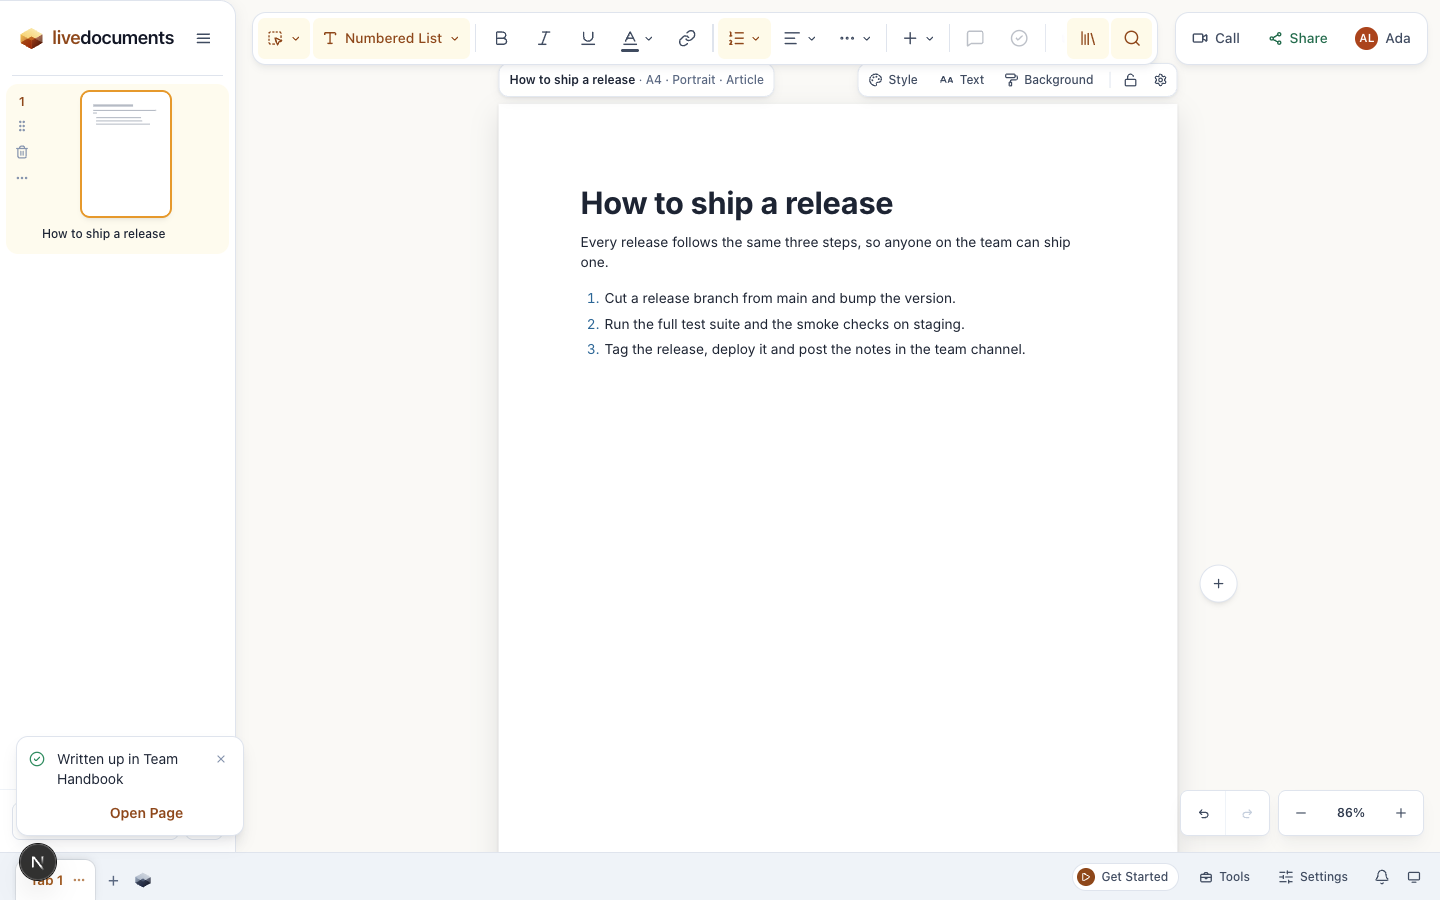 livedocuments
Numbered List
Call
Share
AL
Ada
How to ship a release · A4 · Portrait · Article
Style
Text
Background
1
How to ship a release
How to ship a release
Every release follows the same three steps, so anyone on the team can ship
one.
1. Cut a release branch from main and bump the version.
2. Run the full test suite and the smoke checks on staging.
3. Tag the release, deploy it and post the notes in the team channel.
Written up in Team
Handbook
Open Page
86%
N
Tab 1
Get Started
Tools
Settings